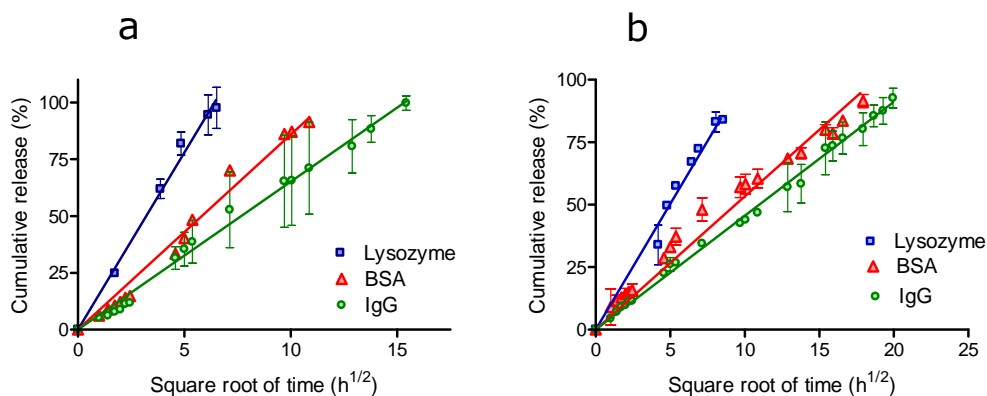 a
Cumulative release (%)
100
75
50
25
0
0 5 10 15
Square root of time (h^1/2)
Lysozyme
BSA
IgG
b
Cumulative release (%)
100
75
50
25
0
0 5 10 15 20 25
Square root of time (h^1/2)
Lysozyme
BSA
IgG